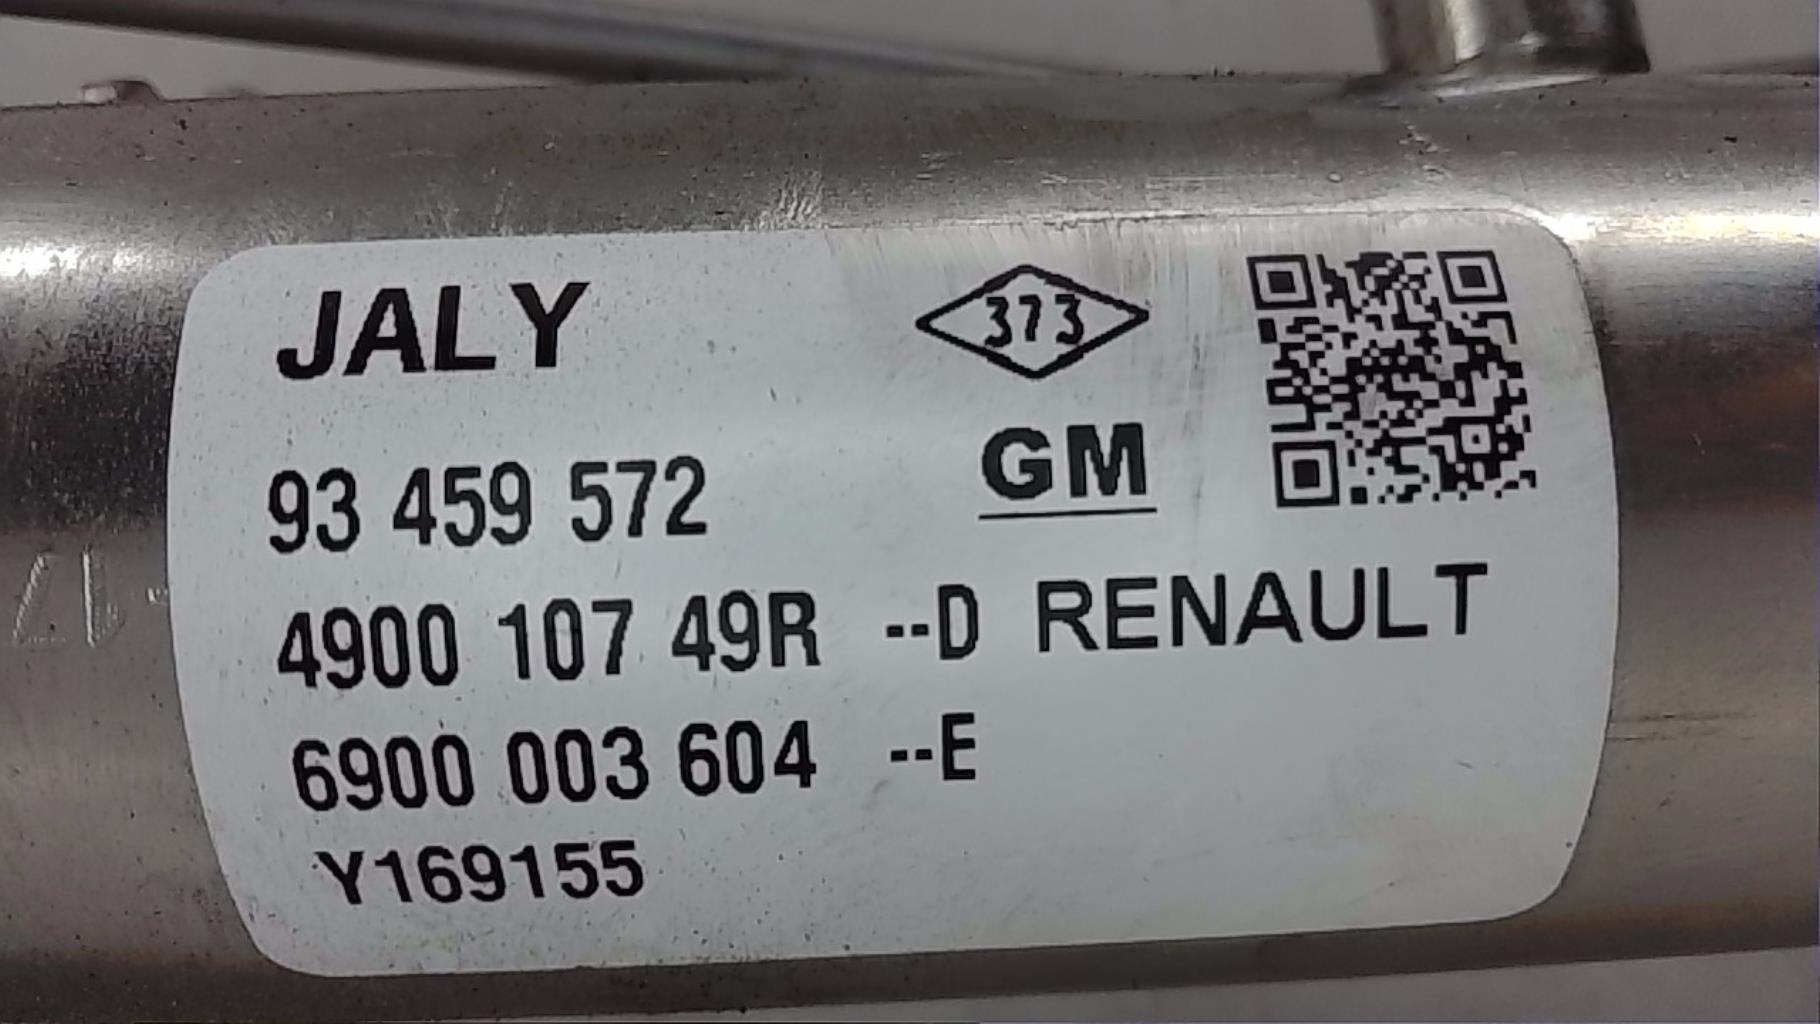 JALY
373
93 459 572
GM
4900 107 49R --D RENAULT
6900 003 604 --E
Y169155